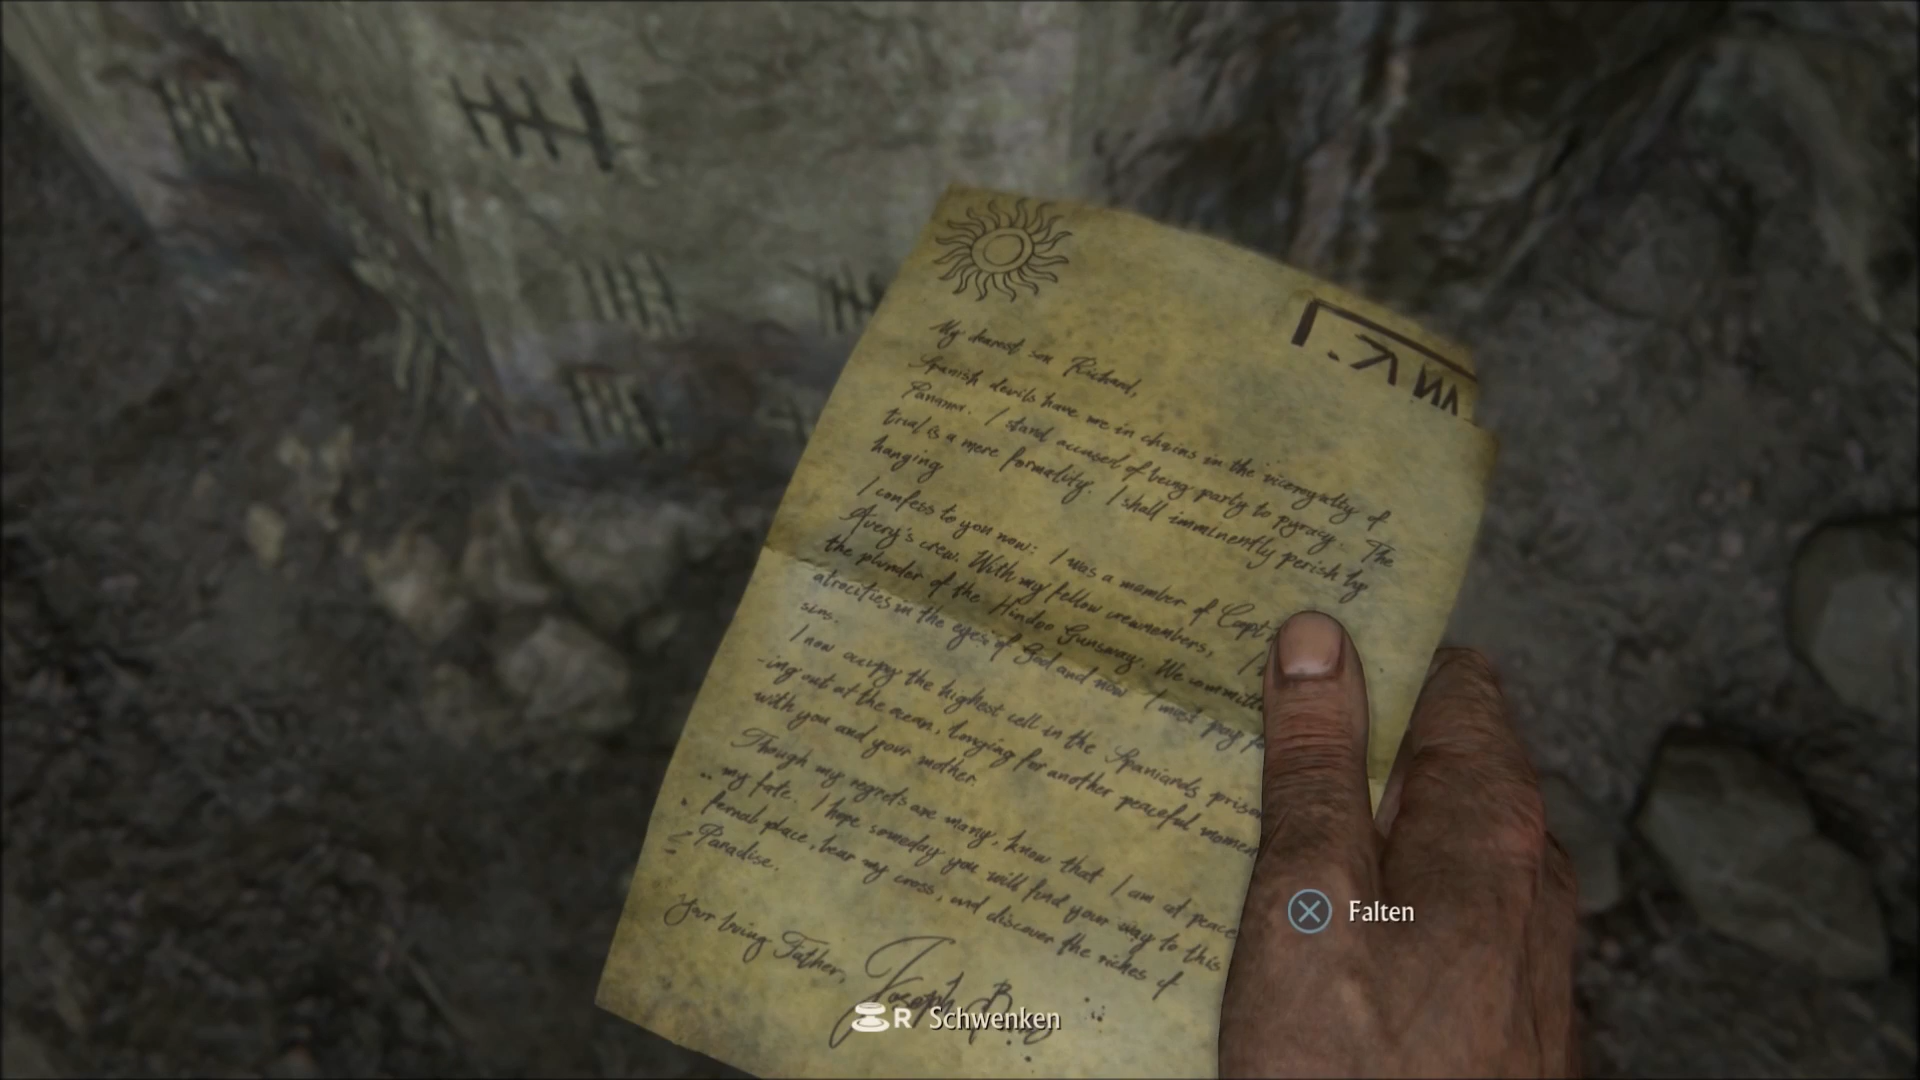 My dearest son Richard,
Spanish devils have me in chains in the viceroyalty of
Panama. I stand accused of being party to pyracy. The
trial is a mere formality. I shall imminently perish by
hanging
I confess to you now: I was a member of Capt
Avery's crew. With my fellow crewmembers, I
the plunder of the Hindoo Gunsway. We committe
atrocities in the eyes of God and now I must pay fo
sins.
I now occupy the highest cell in the Spaniards prison
-ing out at the ocean, longing for another peaceful momen
with you and your mother.
Though my regrets are many, know that I am at peace
my fate. I hope someday you will find your way to this
fernal place, bear my cross, and discover the riches of
Paradise.
Your loving Father,
Joseph
Falten
R Schwenken